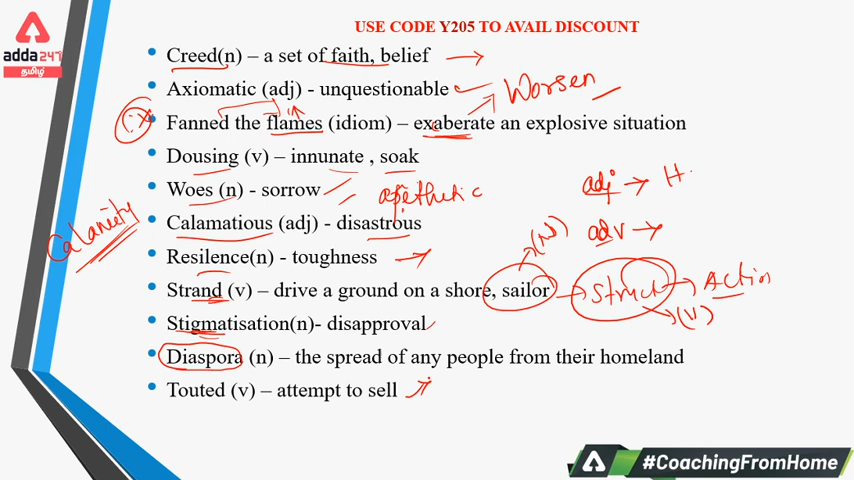 USE CODE Y205 TO AVAIL DISCOUNT
adda247
தமிழ்
• Creed(n) – a set of faith, belief
• Axiomatic (adj) - unquestionable
Worsen
• Fanned the flames (idiom) – exaberate an explosive situation
• Dousing (v) – innunate , soak
• Woes (n) - sorrow
adj → H
• Calamatious (adj) - disastrous
Calamity
adv →
(N)
• Resilence(n) - toughness
• Strand (v) – drive a ground on a shore, sailor
→ Action
• Stigmatisation(n)- disapproval
(V)
• Diaspora (n) – the spread of any people from their homeland
• Touted (v) – attempt to sell
#CoachingFromHome